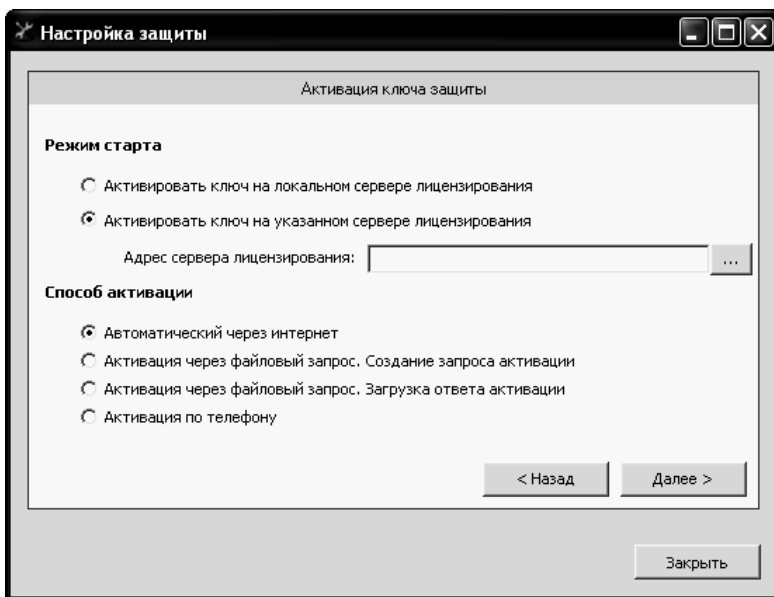 Настройка защиты
Активация ключа защиты
Режим старта
Активировать ключ на локальном сервере лицензирования
Активировать ключ на указанном сервере лицензирования
Адрес сервера лицензирования:
...
Способ активации
Автоматический через интернет
Активация через файловый запрос. Создание запроса активации
Активация через файловый запрос. Загрузка ответа активации
Активация по телефону
< Назад
Далее >
Закрыть